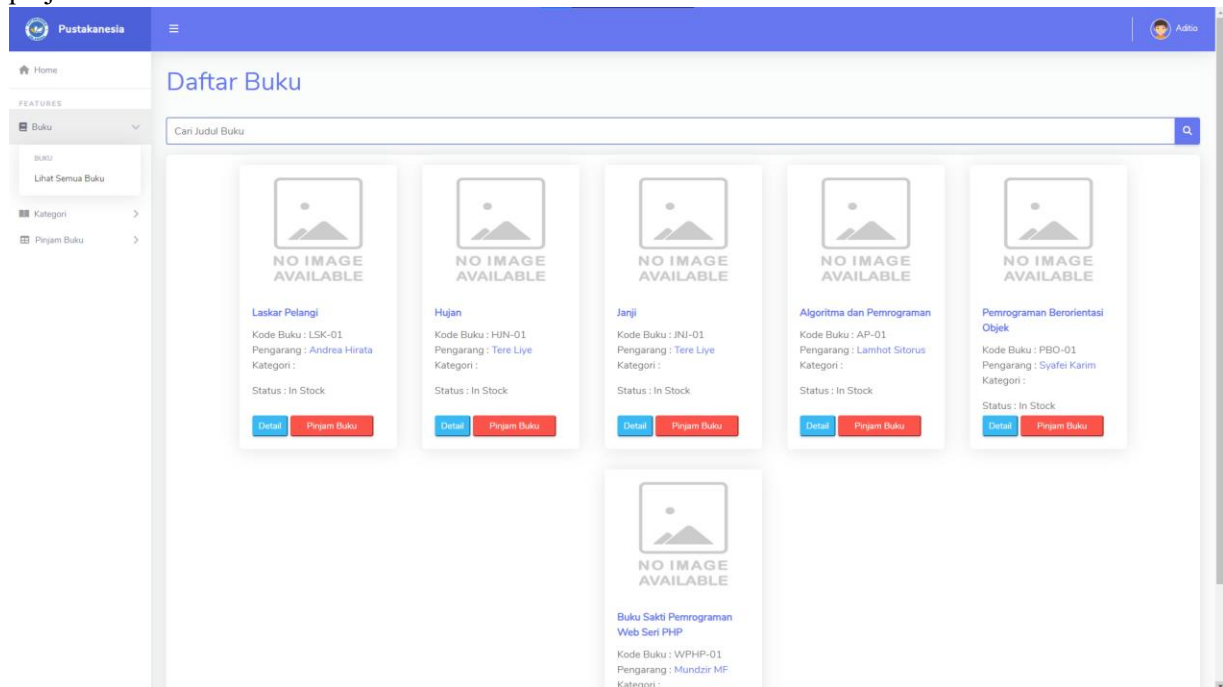 Pustakanesia
Aditio
Home
FEATURES
Buku
BUKU
Lihat Semua Buku
Kategori
Pinjam Buku
Daftar Buku
Cari Judul Buku
NO IMAGE
AVAILABLE
Laskar Pelangi
Kode Buku : LSK-01
Pengarang : Andrea Hirata
Kategori :
Status : In Stock
Detail
Pinjam Buku
NO IMAGE
AVAILABLE
Hujan
Kode Buku : HJN-01
Pengarang : Tere Liye
Kategori :
Status : In Stock
Detail
Pinjam Buku
NO IMAGE
AVAILABLE
Janji
Kode Buku : JNJ-01
Pengarang : Tere Liye
Kategori :
Status : In Stock
Detail
Pinjam Buku
NO IMAGE
AVAILABLE
Algoritma dan Pemrograman
Kode Buku : AP-01
Pengarang : Lamhot Sitorus
Kategori :
Status : In Stock
Detail
Pinjam Buku
NO IMAGE
AVAILABLE
Pemrograman Berorientasi
Objek
Kode Buku : PBO-01
Pengarang : Syafei Karim
Kategori :
Status : In Stock
Detail
Pinjam Buku
NO IMAGE
AVAILABLE
Buku Sakti Pemrograman
Web Seri PHP
Kode Buku : WPHP-01
Pengarang : Mundzir MF
Kategori :